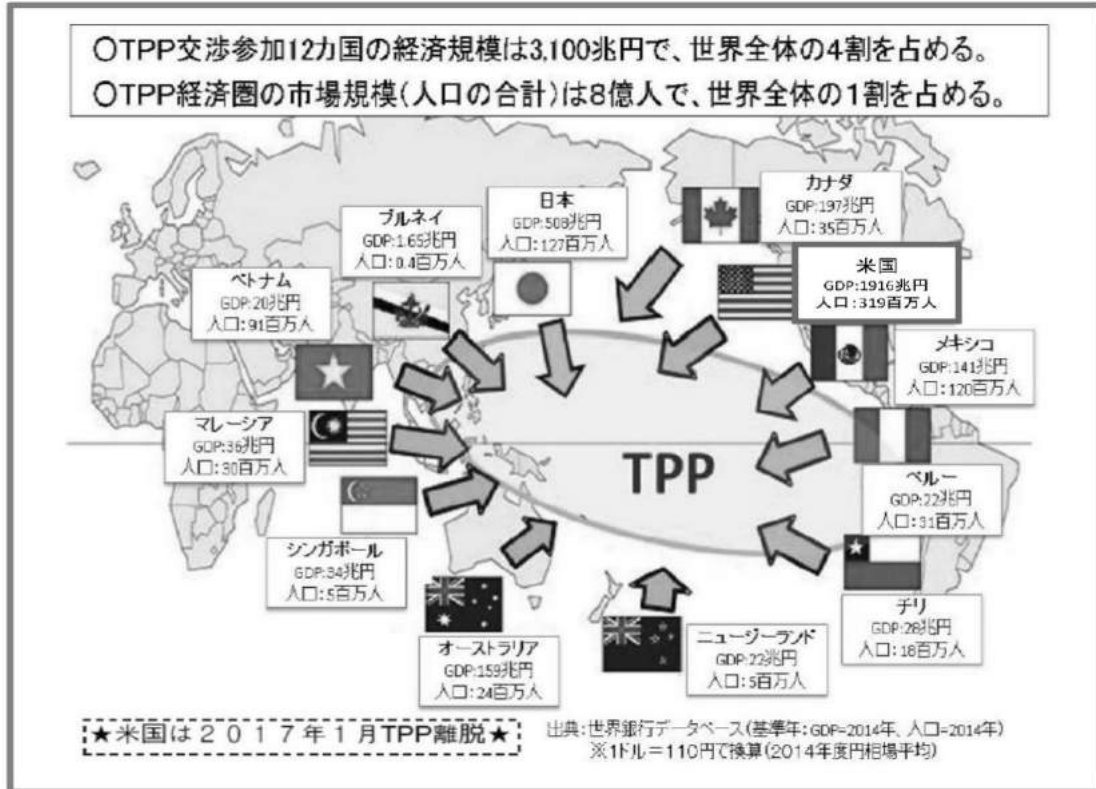 ○TPP交渉参加12カ国の経済規模は3,100兆円で、世界全体の4割を占める。
○TPP経済圏の市場規模(人口の合計)は8億人で、世界全体の1割を占める。
カナダ
GDP:197兆円
人口:35百万人
日本
GDP:508兆円
人口:127百万人
ブルネイ
GDP:1.65兆円
人口:0.4百万人
米国
GDP:1916兆円
人口:319百万人
ベトナム
GDP:20兆円
人口:91百万人
メキシコ
GDP:141兆円
人口:120百万人
マレーシア
GDP:36兆円
人口:30百万人
TPP
ペルー
GDP:22兆円
人口:31百万人
シンガポール
GDP:34兆円
人口:5百万人
チリ
GDP:28兆円
人口:18百万人
オーストラリア
GDP:159兆円
人口:24百万人
ニュージーランド
GDP:22兆円
人口:5百万人
★米国は2017年1月TPP離脱★
出典:世界銀行データベース(基準年:GDP=2014年、人口=2014年)
※1ドル=110円で換算(2014年度円相場平均)